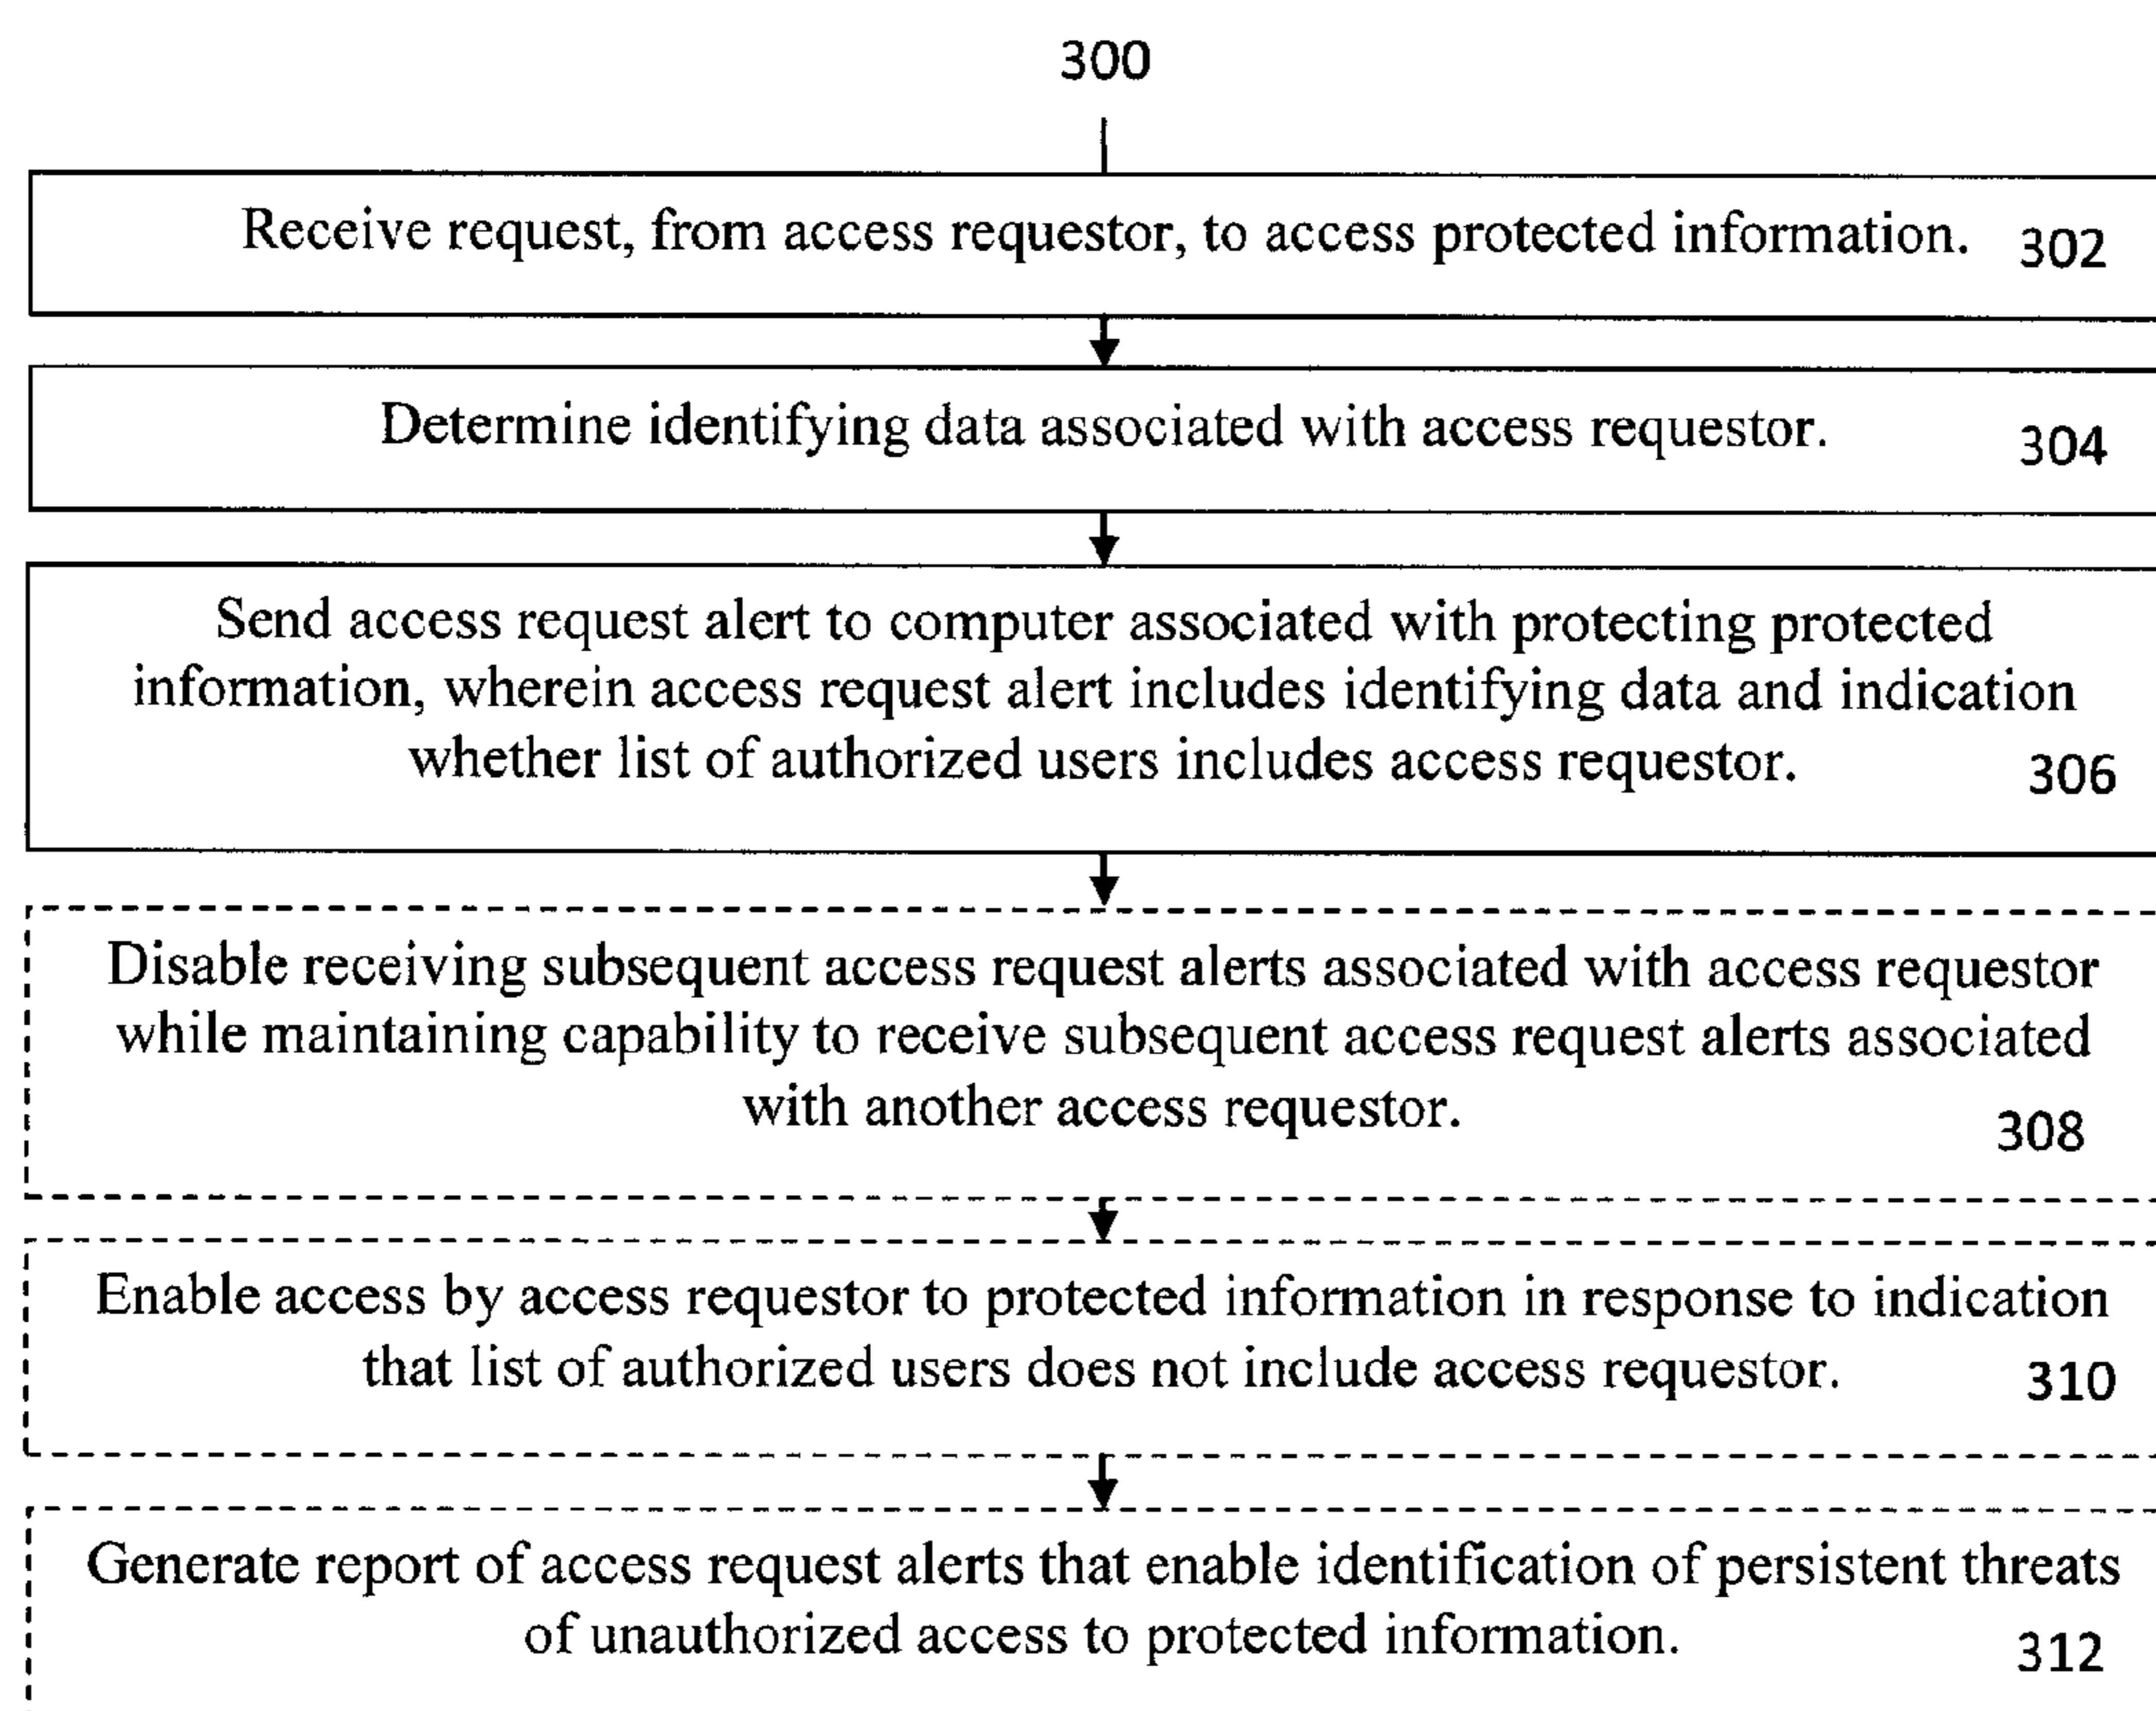 300
Receive request, from access requestor, to access protected information. 302
Determine identifying data associated with access requestor. 304
Send access request alert to computer associated with protecting protected
information, wherein access request alert includes identifying data and indication
whether list of authorized users includes access requestor. 306
Disable receiving subsequent access request alerts associated with access requestor
while maintaining capability to receive subsequent access request alerts associated
with another access requestor. 308
Enable access by access requestor to protected information in response to indication
that list of authorized users does not include access requestor. 310
Generate report of access request alerts that enable identification of persistent threats
of unauthorized access to protected information. 312